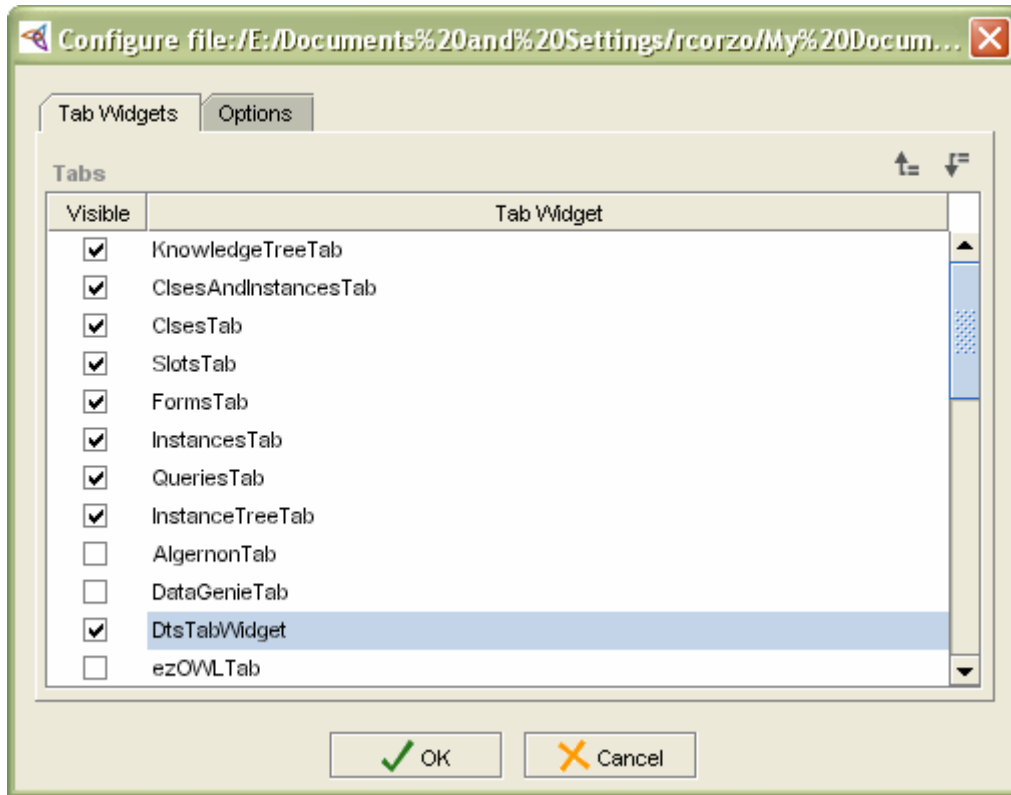 Configure file:/E:/Documents%20and%20Settings/rcorzo/My%20Docum...
Tab Widgets Options
Tabs
Visible Tab Widget
KnowledgeTreeTab
ClsesAndInstancesTab
ClsesTab
SlotsTab
FormsTab
InstancesTab
QueriesTab
InstanceTreeTab
AlgernonTab
DataGenieTab
DtsTabWidget
ezOWLTab
OK Cancel